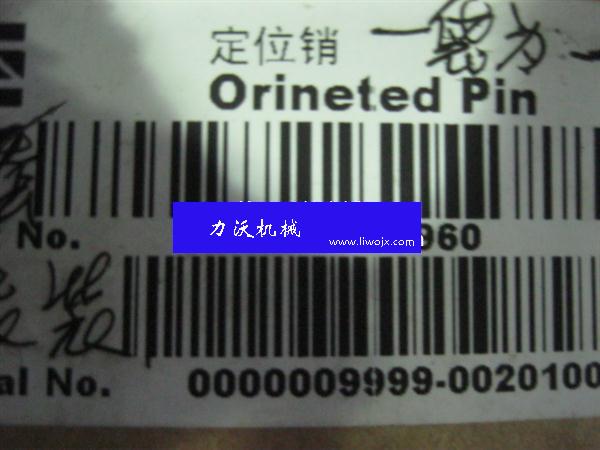 定位销
Orineted Pin
No. 960
力沃机械
www.liwojx.com
al No. 0000009999-0020100